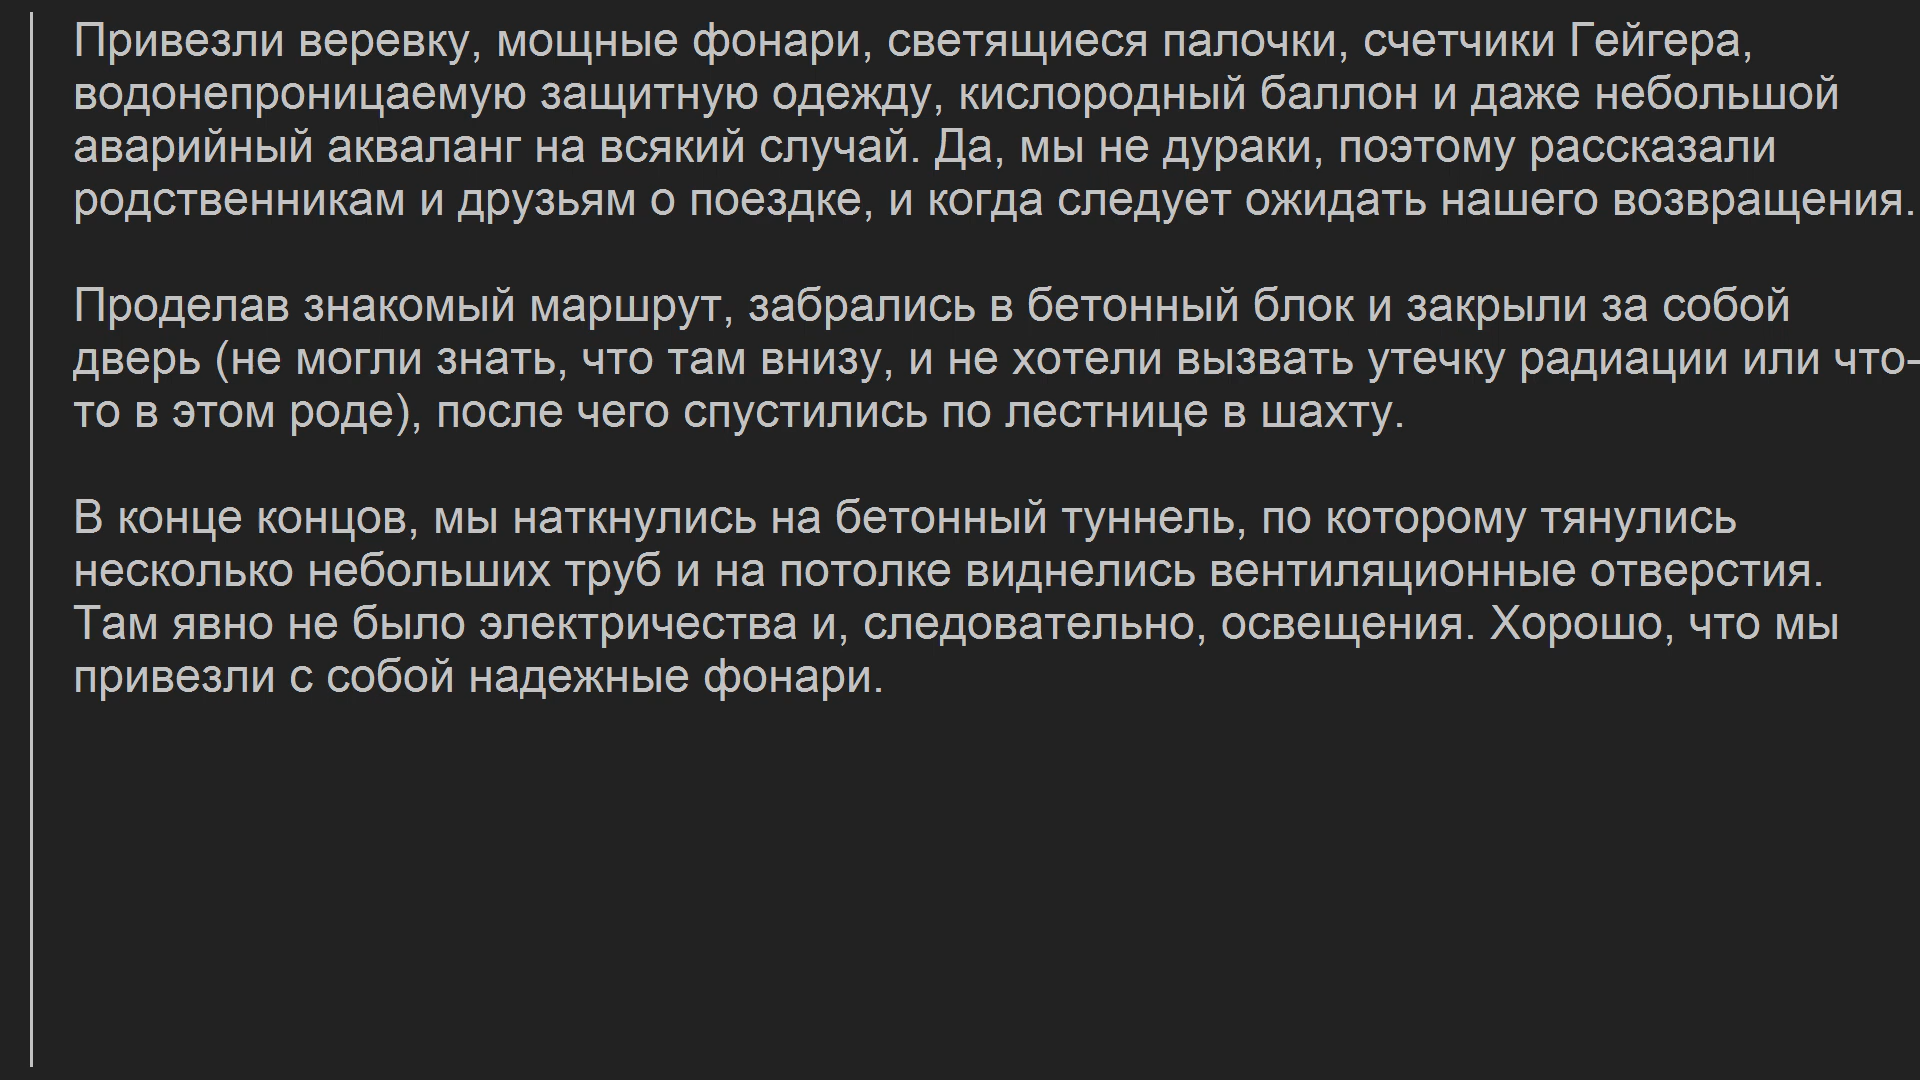 Привезли веревку, мощные фонари, светящиеся палочки, счетчики Гейгера,
водонепроницаемую защитную одежду, кислородный баллон и даже небольшой
аварийный акваланг на всякий случай. Да, мы не дураки, поэтому рассказали
родственникам и друзьям о поездке, и когда следует ожидать нашего возвращения.
Проделав знакомый маршрут, забрались в бетонный блок и закрыли за собой
дверь (не могли знать, что там внизу, и не хотели вызвать утечку радиации или что-
то в этом роде), после чего спустились по лестнице в шахту.
В конце концов, мы наткнулись на бетонный туннель, по которому тянулись
несколько небольших труб и на потолке виднелись вентиляционные отверстия.
Там явно не было электричества и, следовательно, освещения. Хорошо, что мы
привезли с собой надежные фонари.